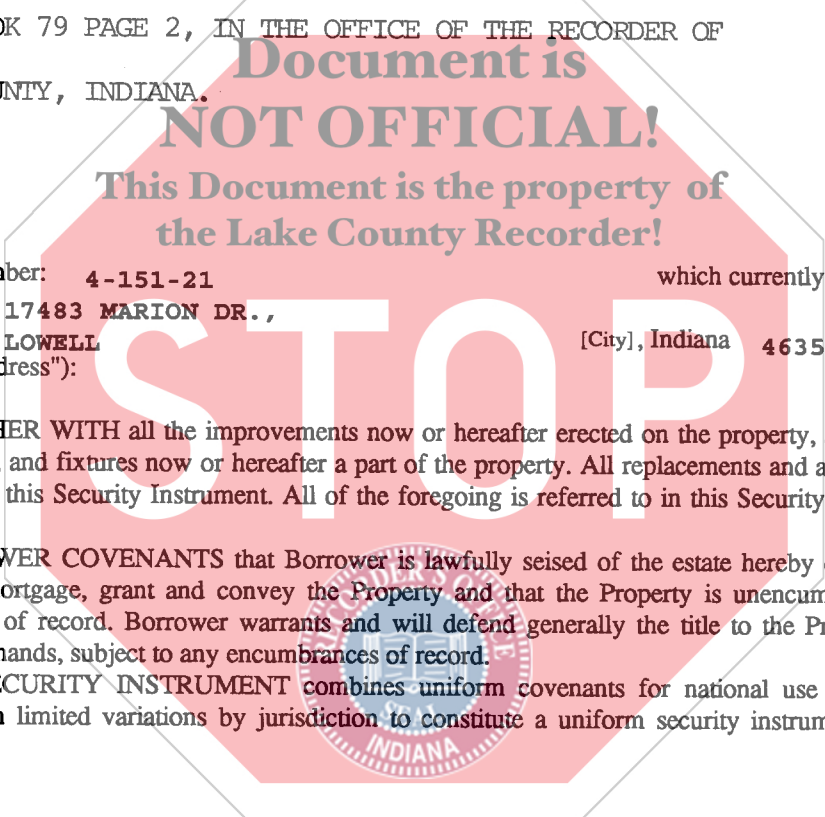 OK 79 PAGE 2, IN THE OFFICE OF THE RECORDER OF
Document is
UNTY, INDIANA.
NOT OFFICIAL!
This Document is the property of
the Lake County Recorder!
ber: 4-151-21 which currently
17483 MARION DR.,
LOWELL [City], Indiana 4635
dress"):
STOP
ER WITH all the improvements now or hereafter erected on the property,
, and fixtures now or hereafter a part of the property. All replacements and a
this Security Instrument. All of the foregoing is referred to in this Security
WER COVENANTS that Borrower is lawfully seised of the estate hereby
ortgage, grant and convey the Property and that the Property is unencum
of record. Borrower warrants and will defend generally the title to the Pr
ands, subject to any encumbrances of record.
ECURITY INSTRUMENT combines uniform covenants for national use
limited variations by jurisdiction to constitute a uniform security instrum
RECORDER'S OFFICE
SEAL
INDIANA